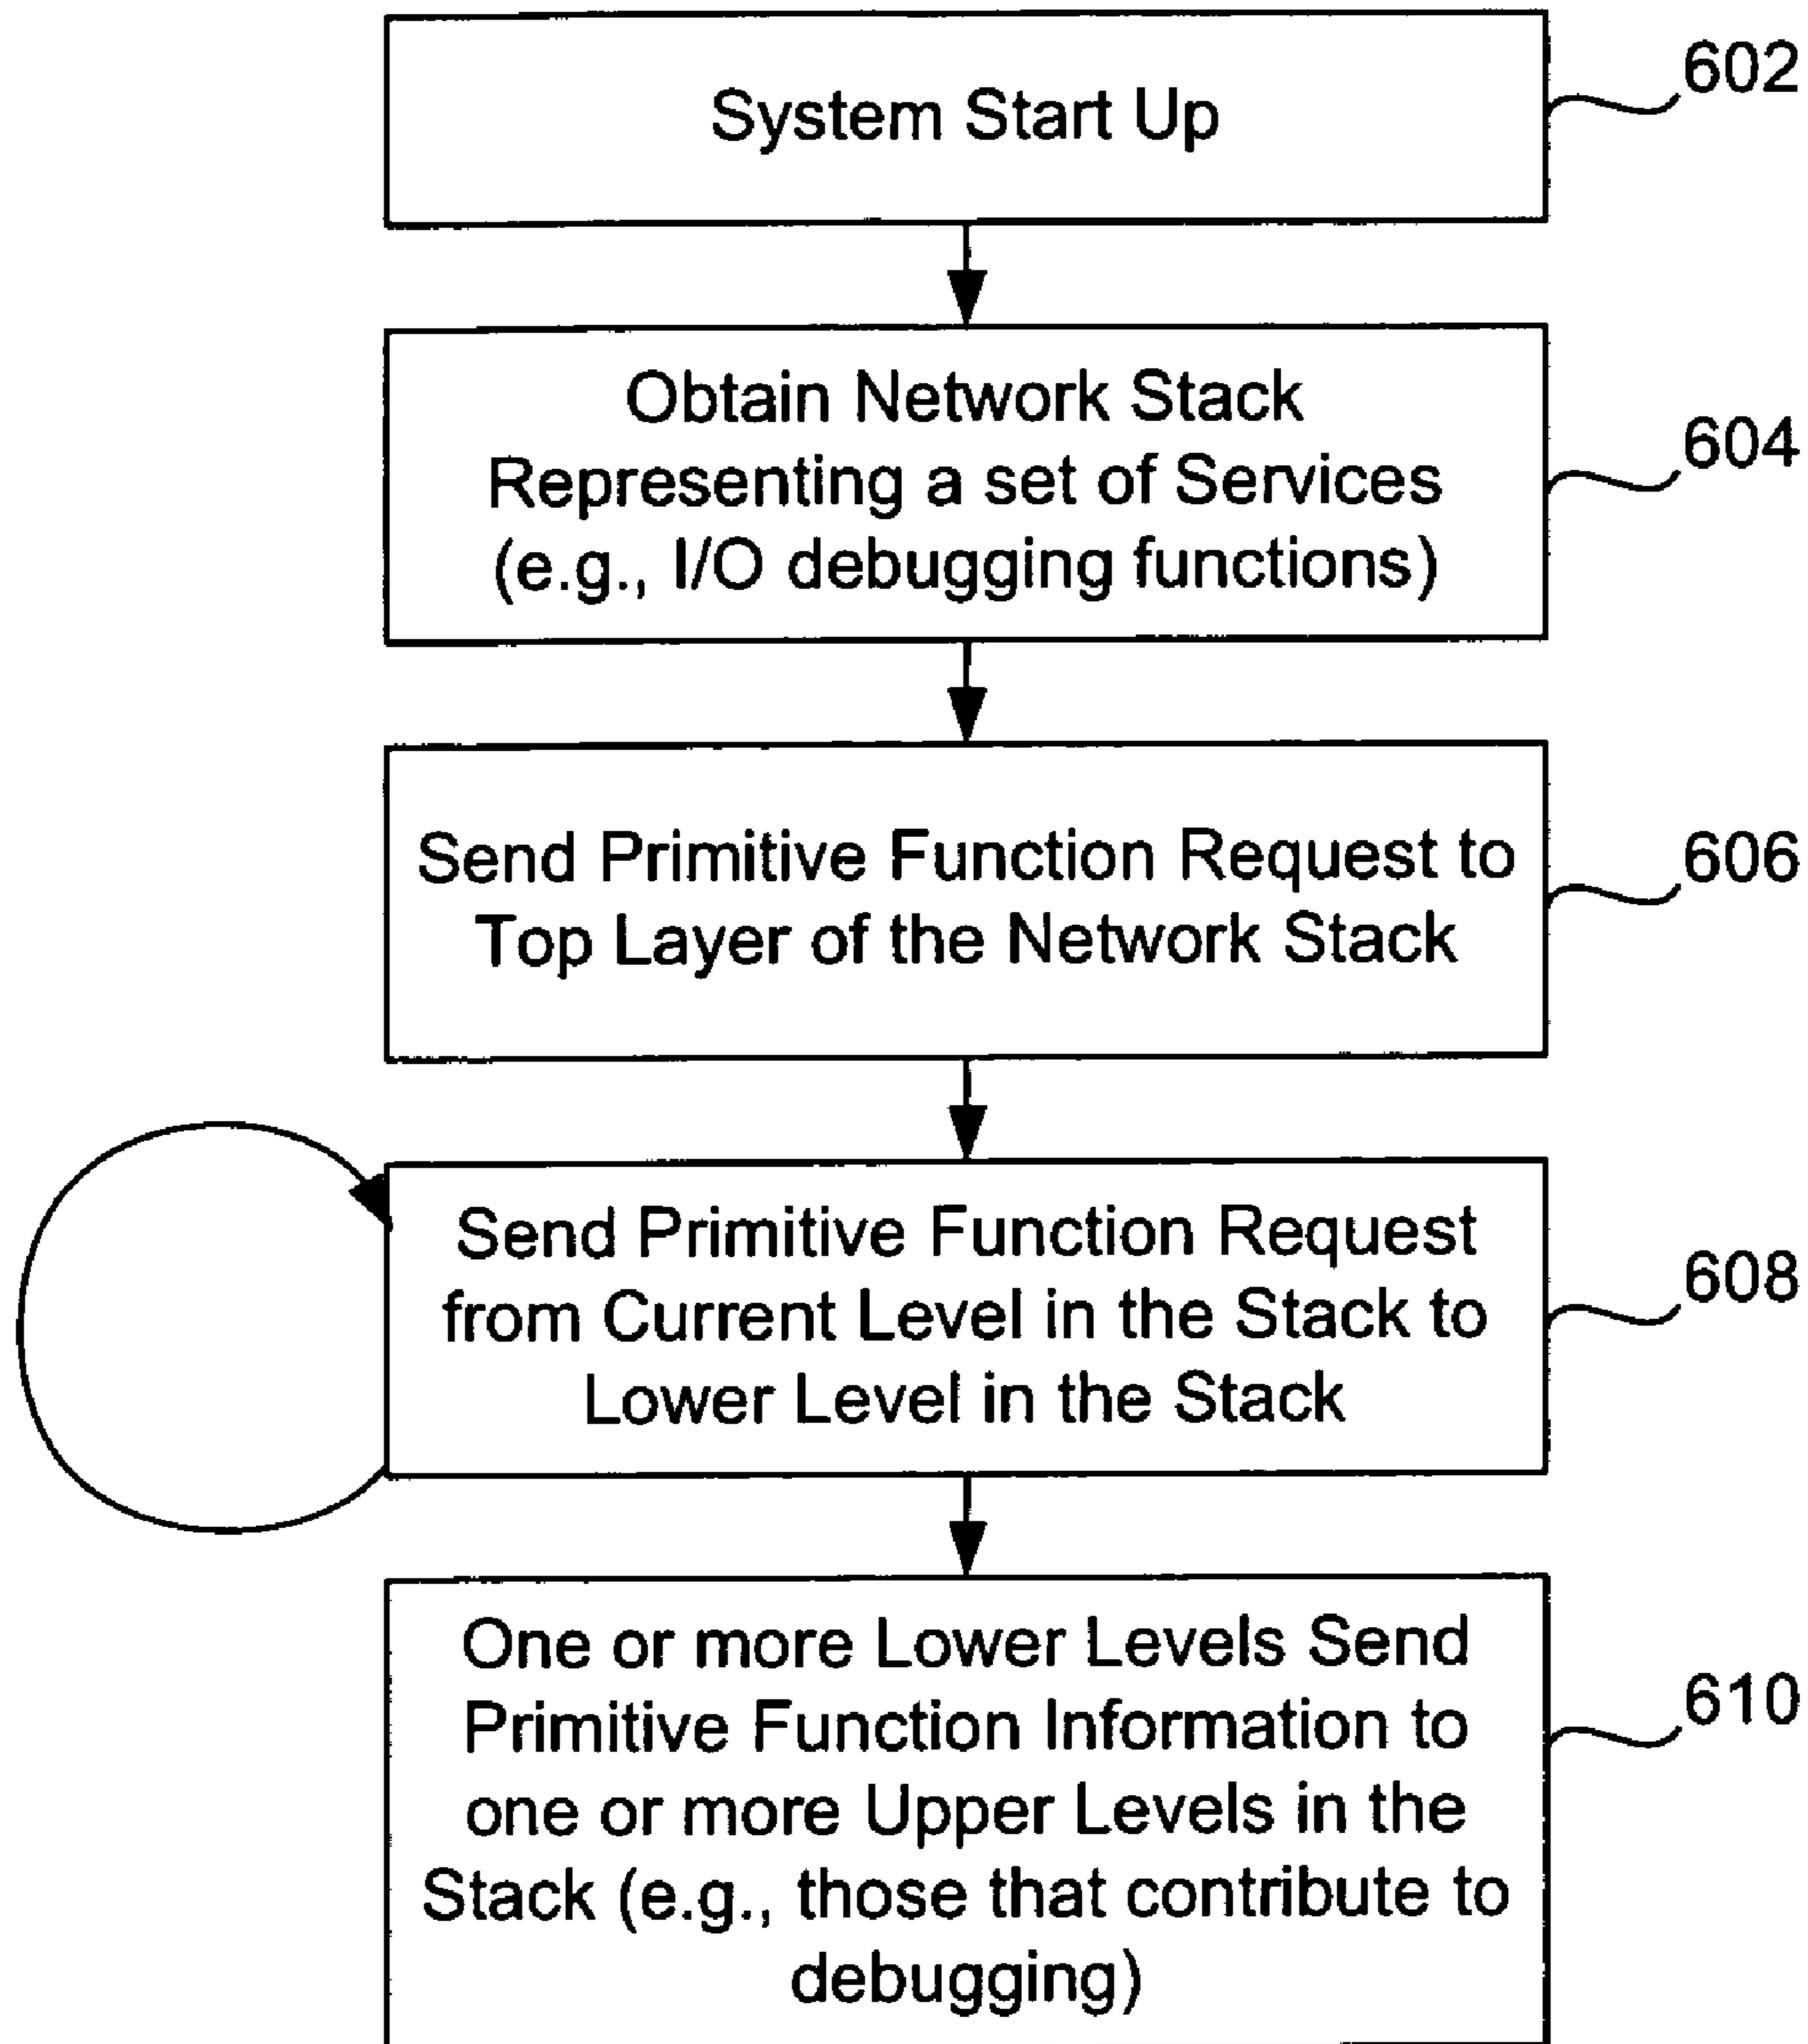 System Start Up
602
Obtain Network Stack
Representing a set of Services
(e.g., I/O debugging functions)
604
Send Primitive Function Request to
Top Layer of the Network Stack
606
Send Primitive Function Request
from Current Level in the Stack to
Lower Level in the Stack
608
One or more Lower Levels Send
Primitive Function Information to
one or more Upper Levels in the
Stack (e.g., those that contribute to
debugging)
610